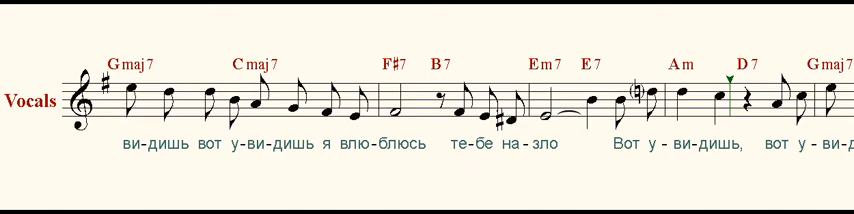 Gmaj7 Cmaj7 F#7 B7 Em7 E7 Am D7 Gmaj7
Vocals
ви-дишь вот у-ви-дишь я влю-блюсь те-бе на-зло Вот у - ви-дишь, вот у - ви-д